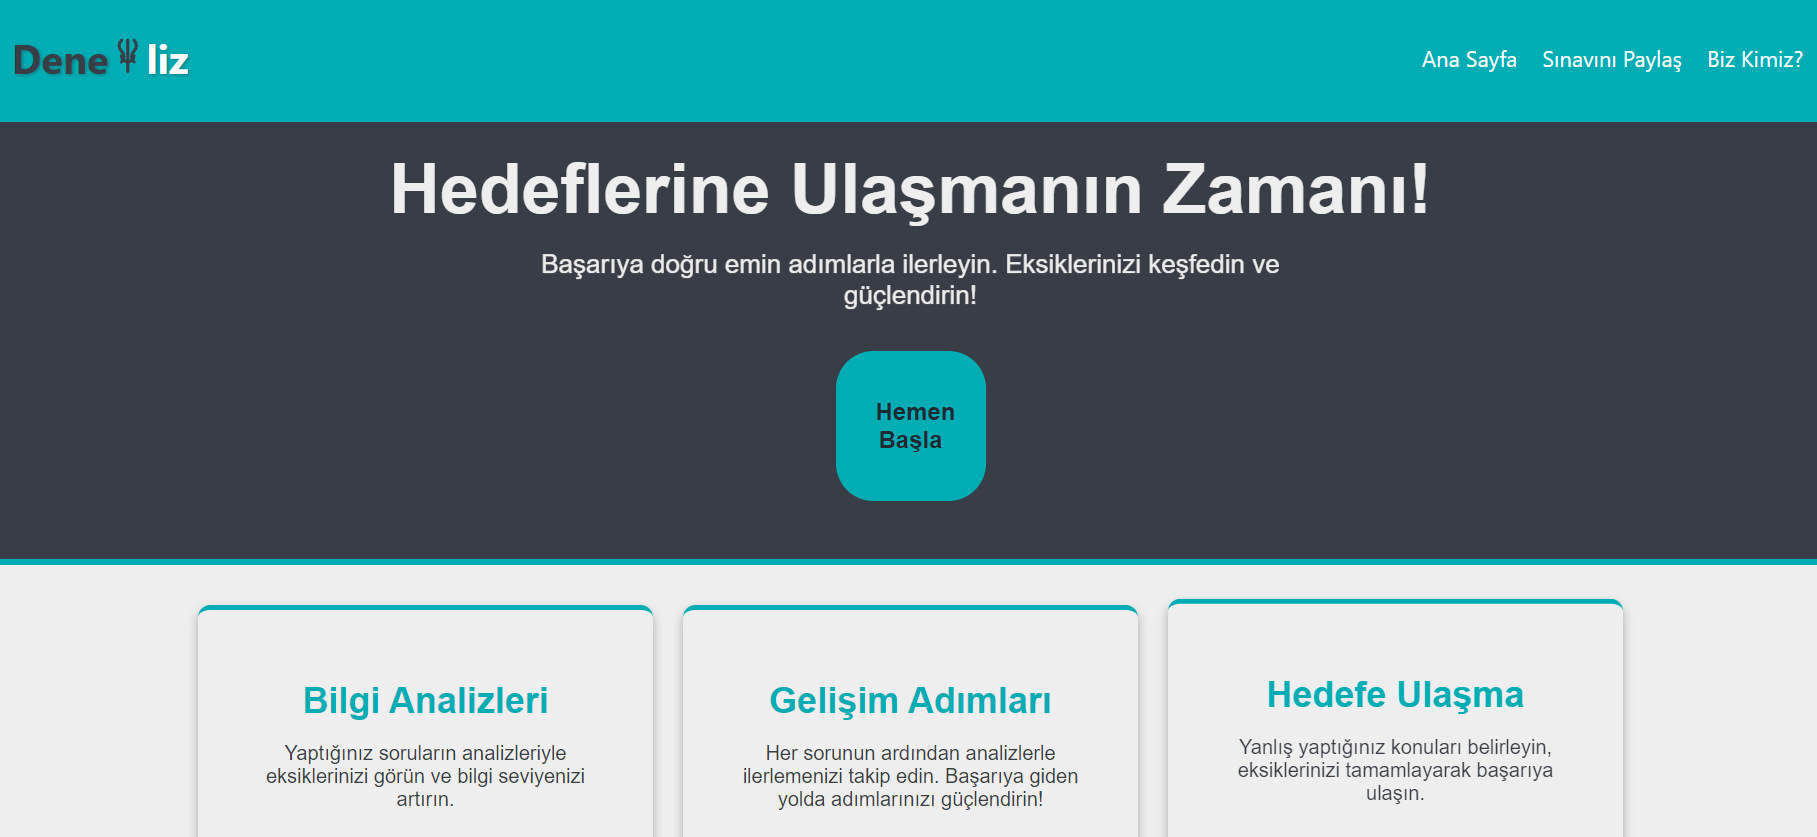 Dene liz
Ana Sayfa Sınavını Paylaş Biz Kimiz?
Hedeflerine Ulaşmanın Zamanı!
Başarıya doğru emin adımlarla ilerleyin. Eksiklerinizi keşfedin ve
güçlendirin!
Hemen
Başla
Bilgi Analizleri
Yaptığınız soruların analizleriyle
eksiklerinizi görün ve bilgi seviyenizi
artırın.
Gelişim Adımları
Her sorunun ardından analizlerle
ilerlemenizi takip edin. Başarıya giden
yolda adımlarınızı güçlendirin!
Hedefe Ulaşma
Yanlış yaptığınız konuları belirleyin,
eksiklerinizi tamamlayarak başarıya
ulaşın.